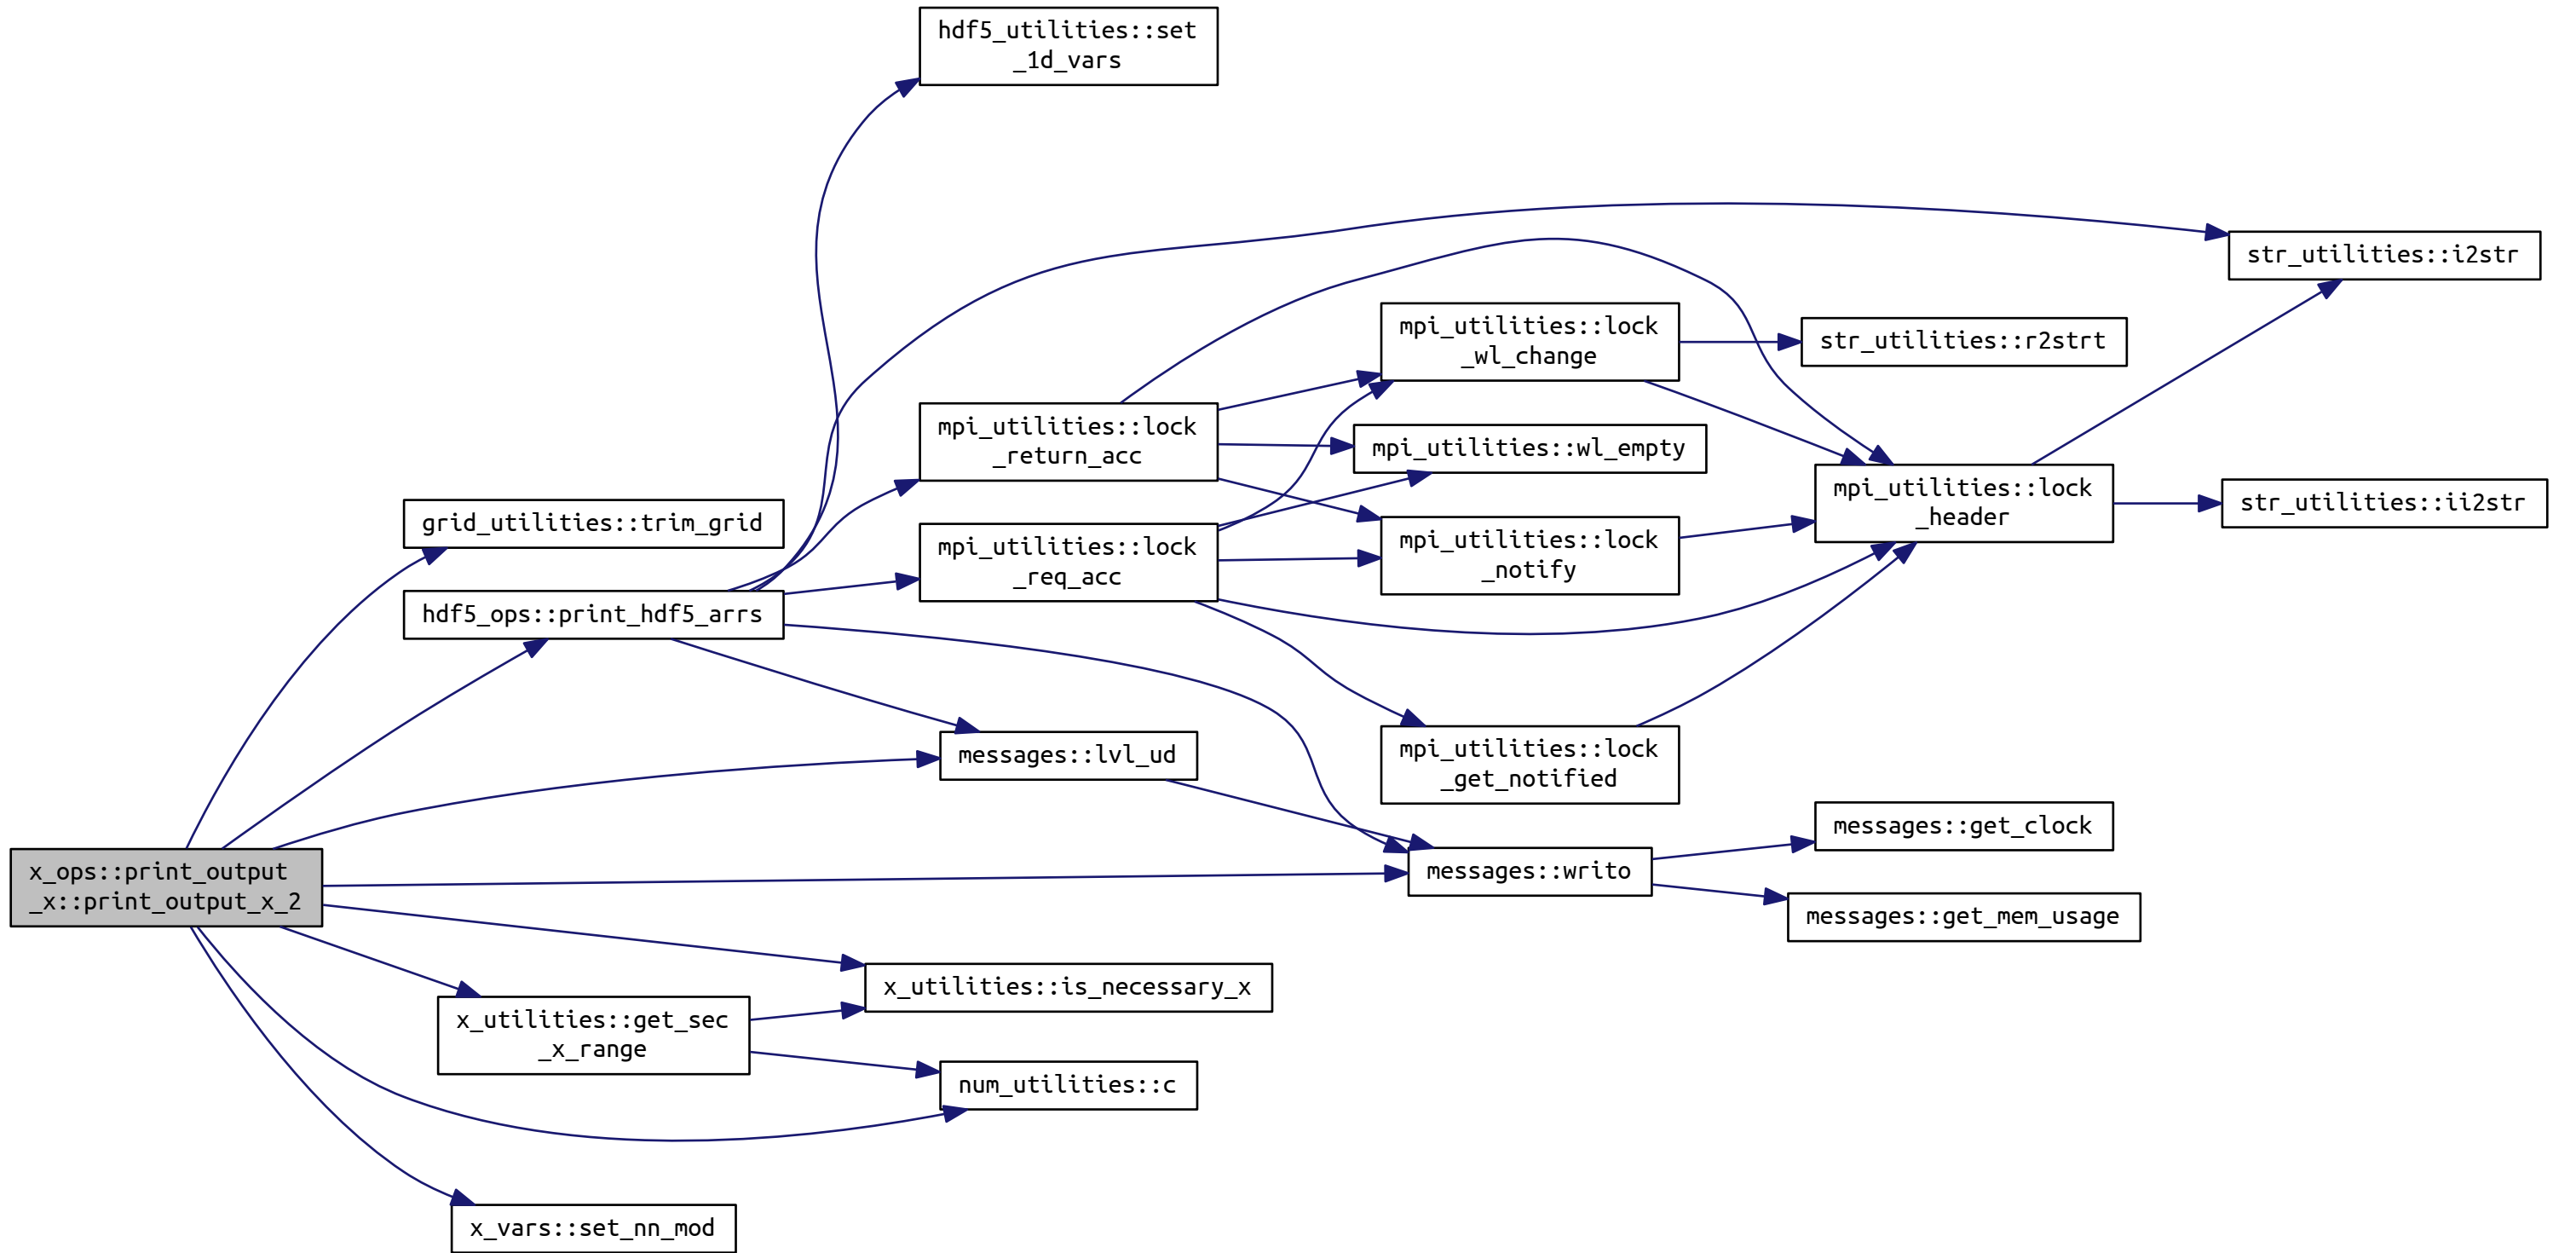 hdf5_utilities::set
_1d_vars
str_utilities::i2str
mpi_utilities::lock
_wl_change
str_utilities::r2strt
mpi_utilities::lock
_return_acc
mpi_utilities::wl_empty
mpi_utilities::lock
_header
str_utilities::ii2str
grid_utilities::trim_grid
mpi_utilities::lock
_req_acc
mpi_utilities::lock
_notify
hdf5_ops::print_hdf5_arrs
messages::lvl_ud
mpi_utilities::lock
_get_notified
messages::get_clock
x_ops::print_output
_x::print_output_x_2
messages::writo
messages::get_mem_usage
x_utilities::is_necessary_x
x_utilities::get_sec
_x_range
num_utilities::c
x_vars::set_nn_mod